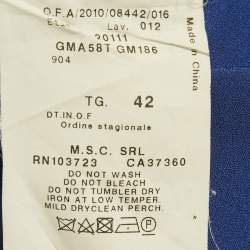 O.F.A/2010/08442/016
Lav. 012
20111
GMA58T GM186
904
Made in China
TG. 42
DT.IN.O.F
Ordine stagionale
M.S.C. SRL
RN103723 CA37360
DO NOT WASH
DO NOT BLEACH
DO NOT TUMBLER DRY
IRON AT LOW TEMPER.
MILD DRYCLEAN PERCH.